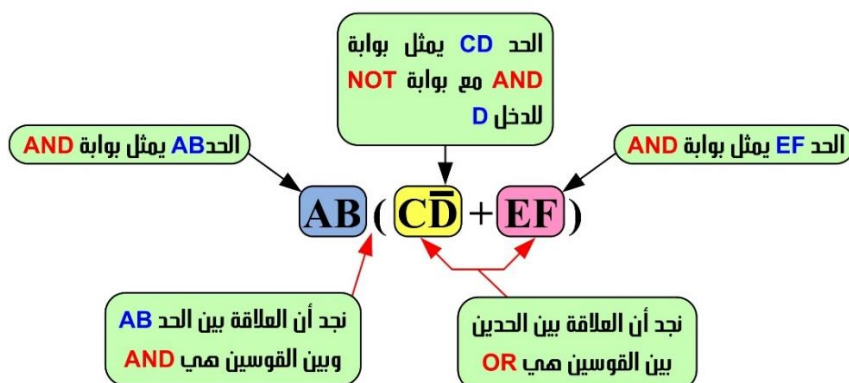 الحد CD يمثل بوابة
AND مع بوابة NOT
للدخل D
الحد AB يمثل بوابة AND
الحد EF يمثل بوابة AND
AB(CD̅+EF)
نجد أن العلاقة بين الحد AB
وبين القوسين هي AND
نجد أن العلاقة بين الحدين
بين القوسين هي OR